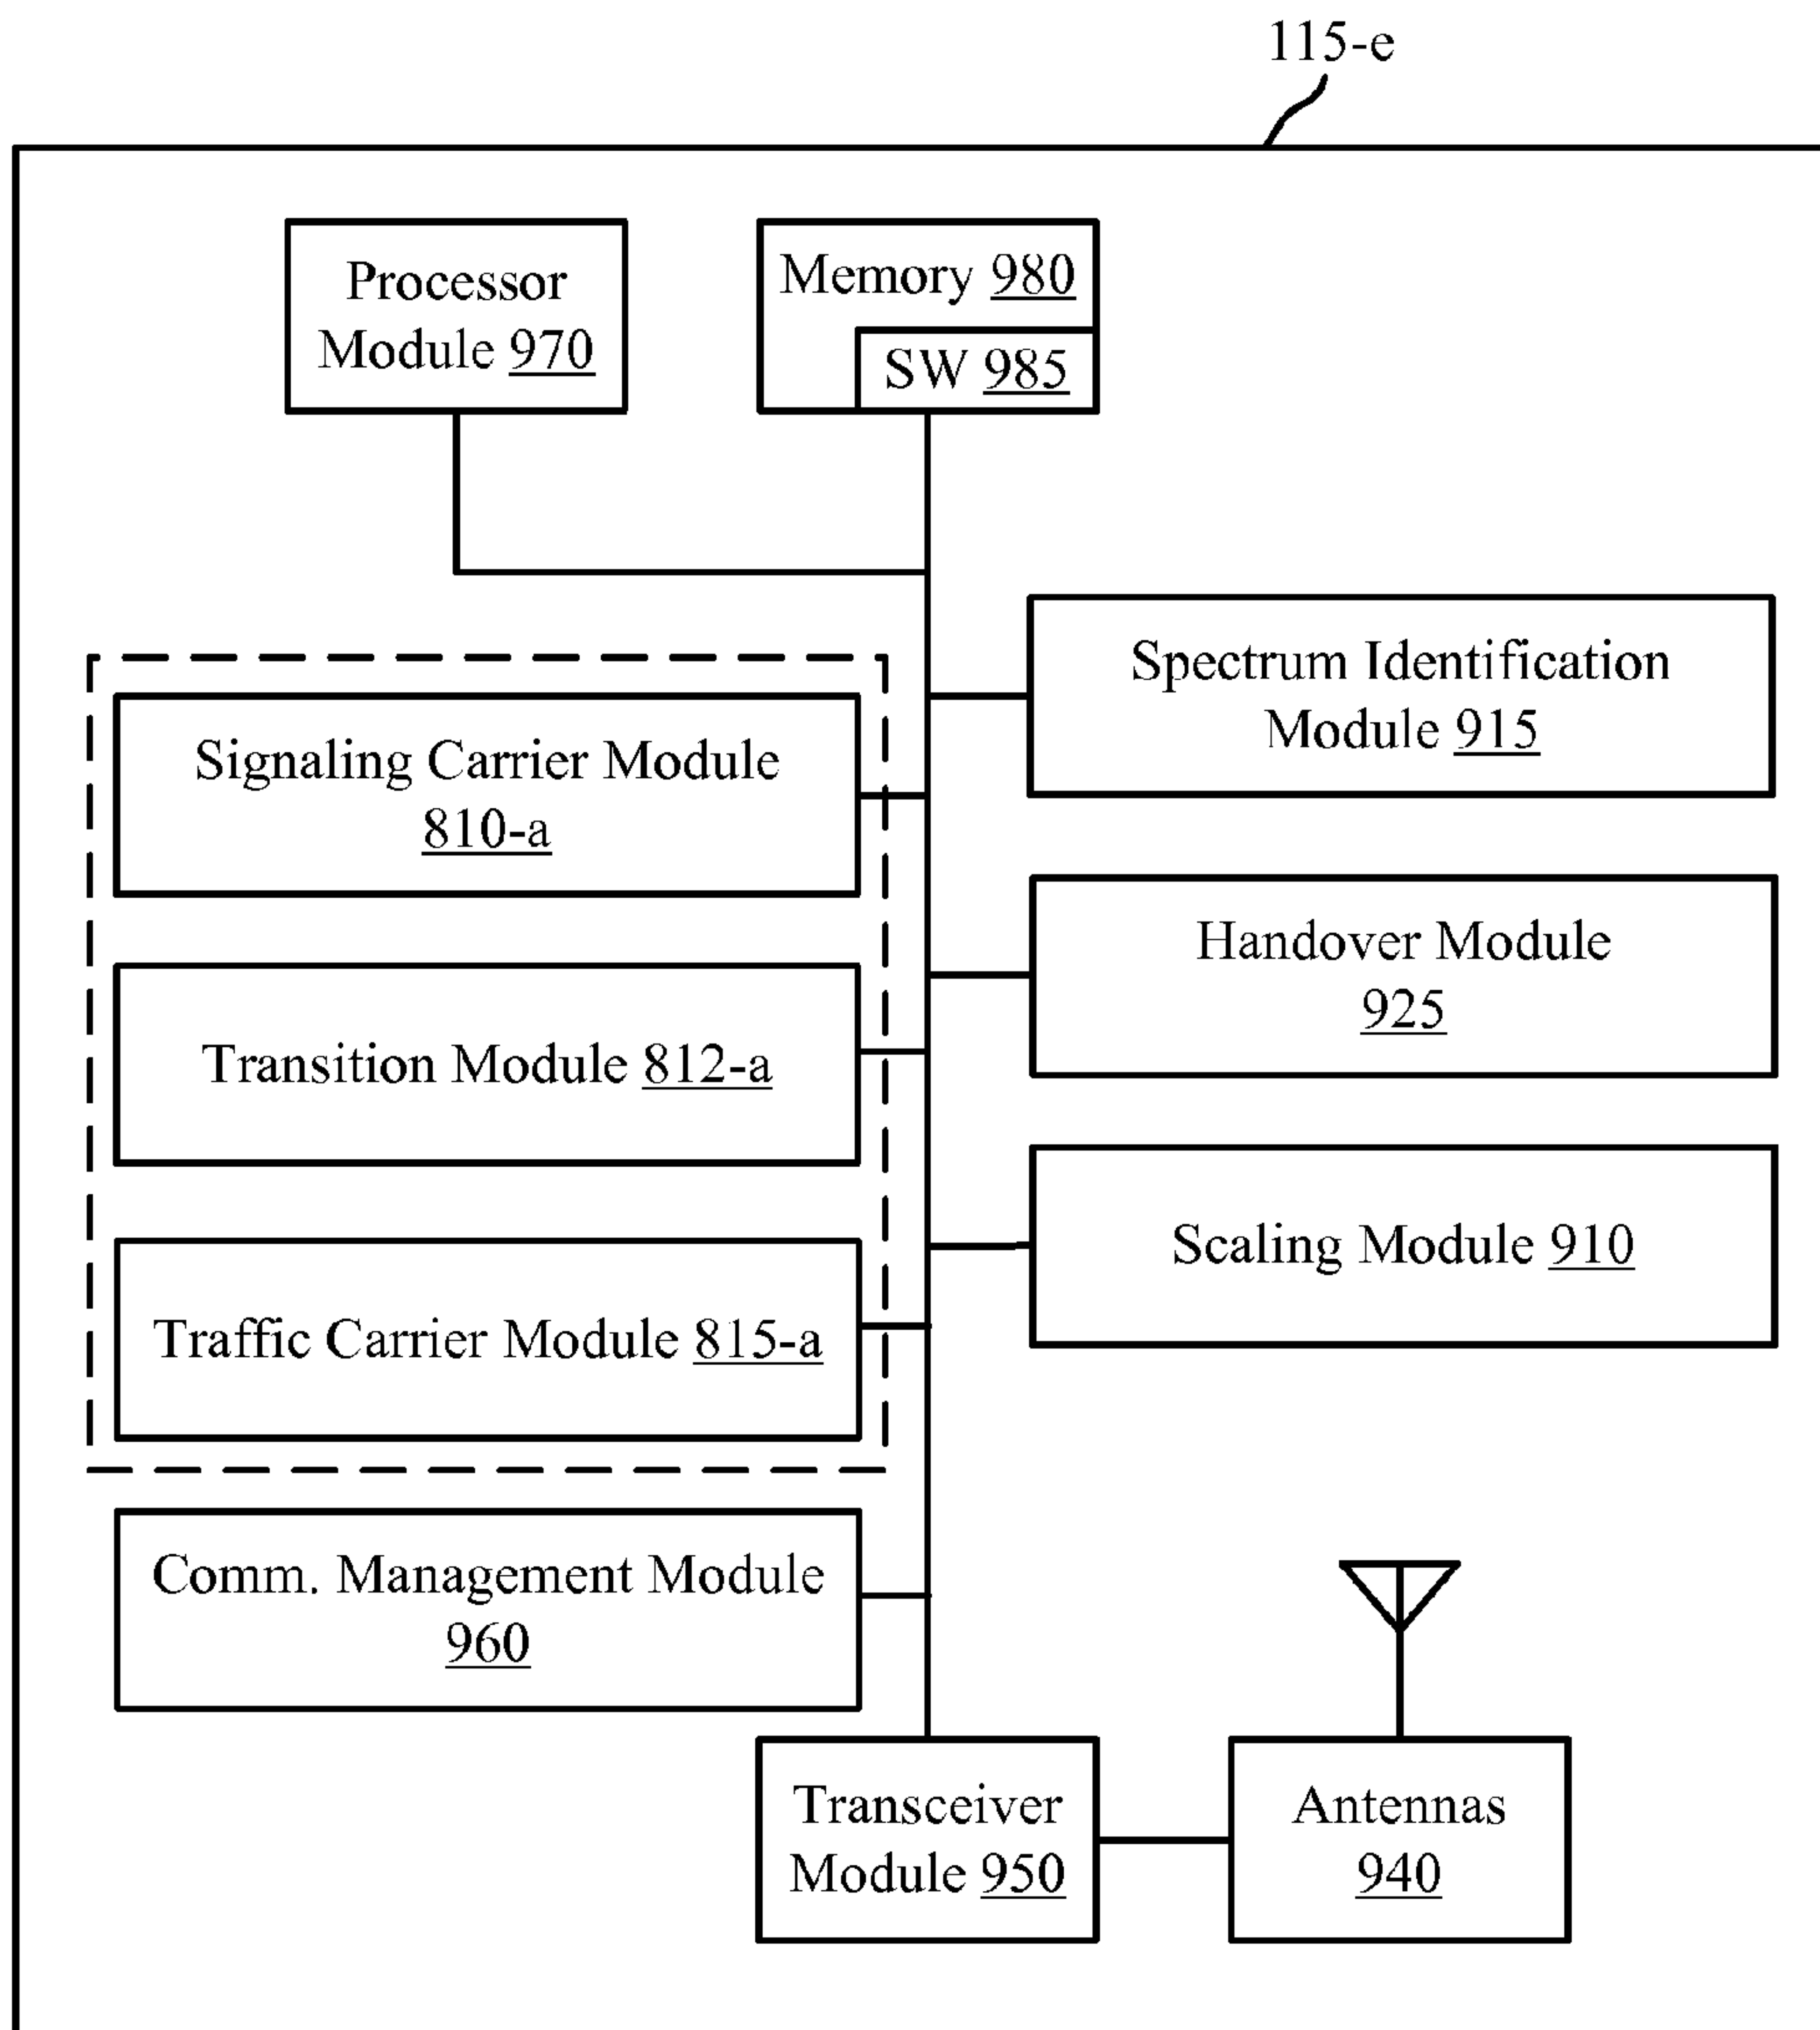 115-e
Processor
Module 970
Memory 980
SW 985
Spectrum Identification
Module 915
Signaling Carrier Module
810-a
Handover Module
925
Transition Module 812-a
Scaling Module 910
Traffic Carrier Module 815-a
Comm. Management Module
960
Transceiver
Module 950
Antennas
940